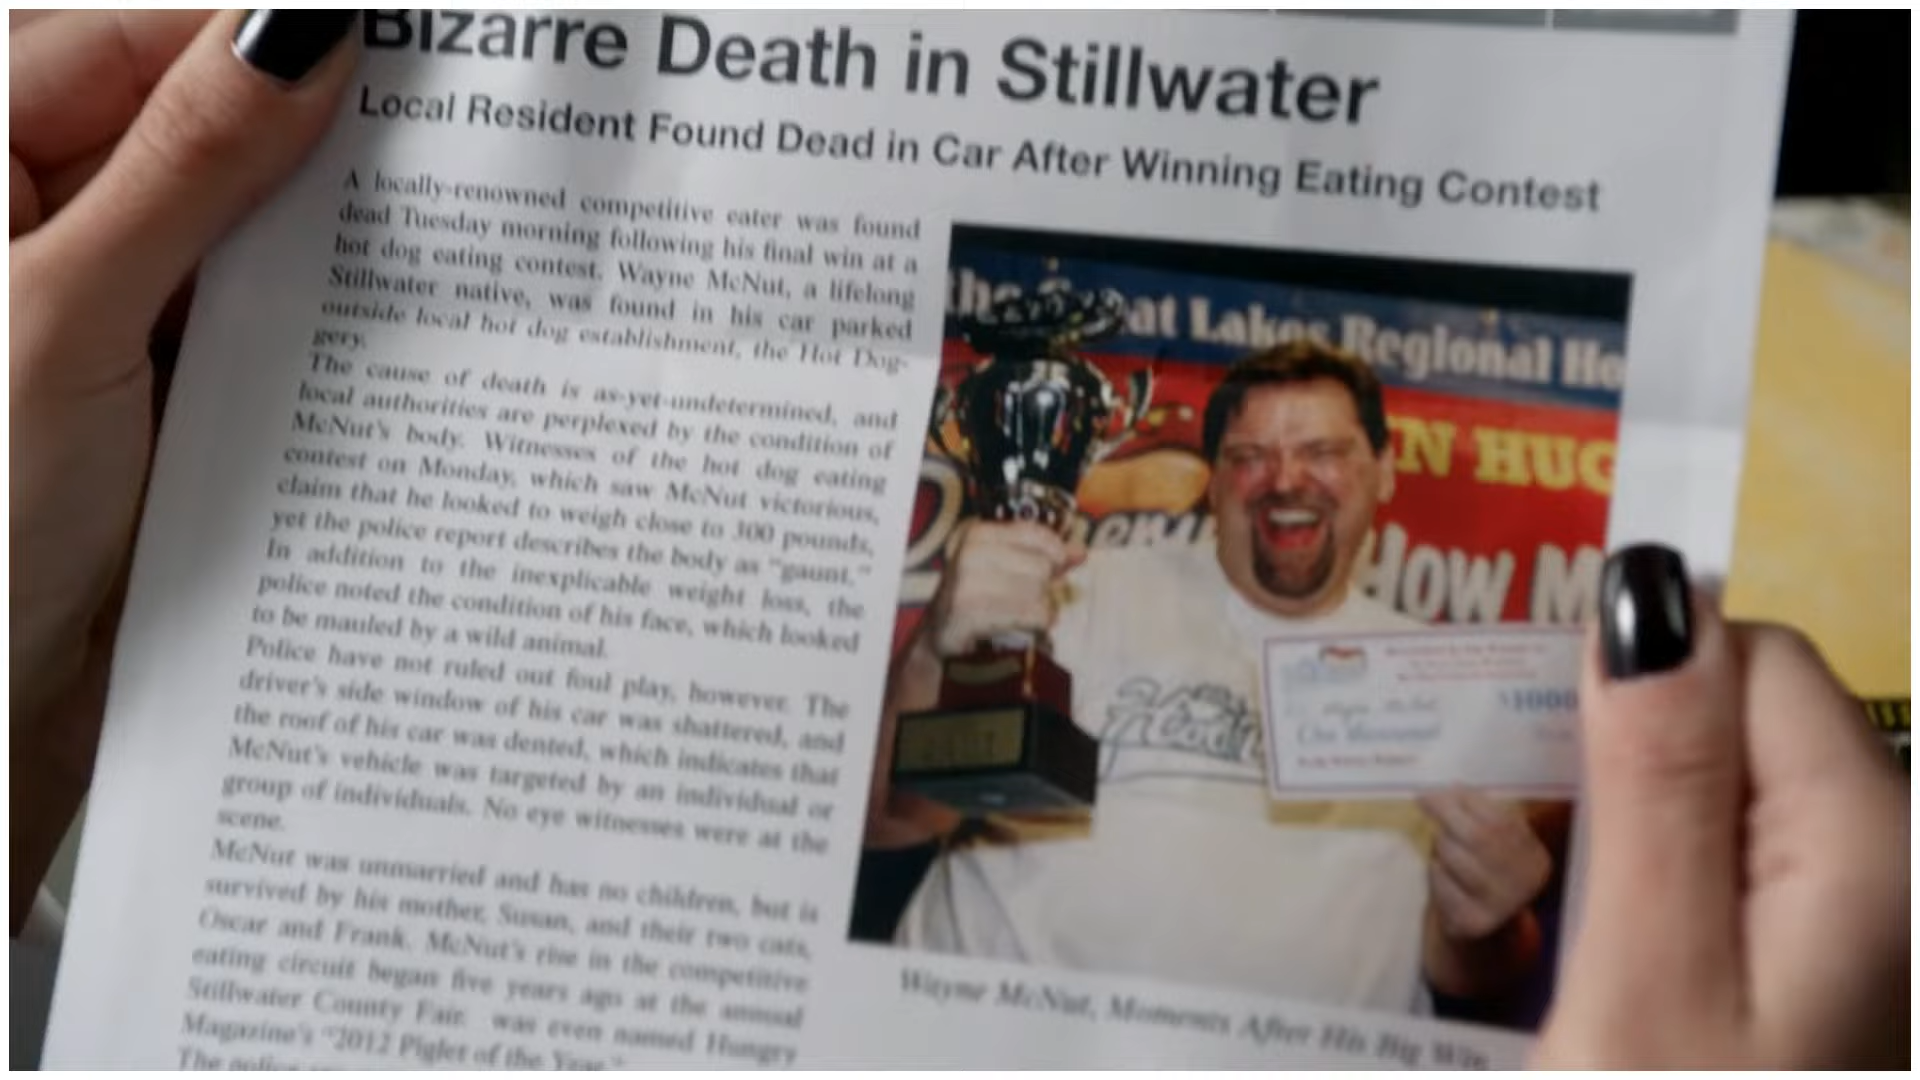 Bizarre Death in Stillwater
Local Resident Found Dead in Car After Winning Eating Contest
A locally-renowned competitive eater was found
dead Tuesday morning following his final win at a
hot dog eating contest. Wayne McNut, a lifelong
Stillwater native, was found in his car parked
outside local hot dog establishment, the Hot Dog-
gery.
The cause of death is as-yet-undetermined, and
local authorities are perplexed by the condition of
McNut's body. Witnesses of the hot dog eating
contest on Monday, which saw McNut victorious,
claim that he looked to weigh close to 300 pounds,
yet the police report describes the body as "gaunt."
In addition to the inexplicable weight loss, the
police noted the condition of his face, which looked
to be mauled by a wild animal.
Police have not ruled out foul play, however. The
driver's side window of his car was shattered, and
the roof of his car was dented, which indicates that
McNut's vehicle was targeted by an individual or
group of individuals. No eye witnesses were at the
scene.
McNut was unmarried and has no children, but is
survived by his mother, Susan, and their two cats,
Oscar and Frank. McNut's rise in the competitive
eating circuit began five years ago at the annual
Stillwater County Fair. was even named Hungry
Magazine's "2012 Piglet of the Year."
The police
the Great Lakes Regional Ho
N HUG
HOW M
$1000
Wayne McNut, Moments After His Big Win